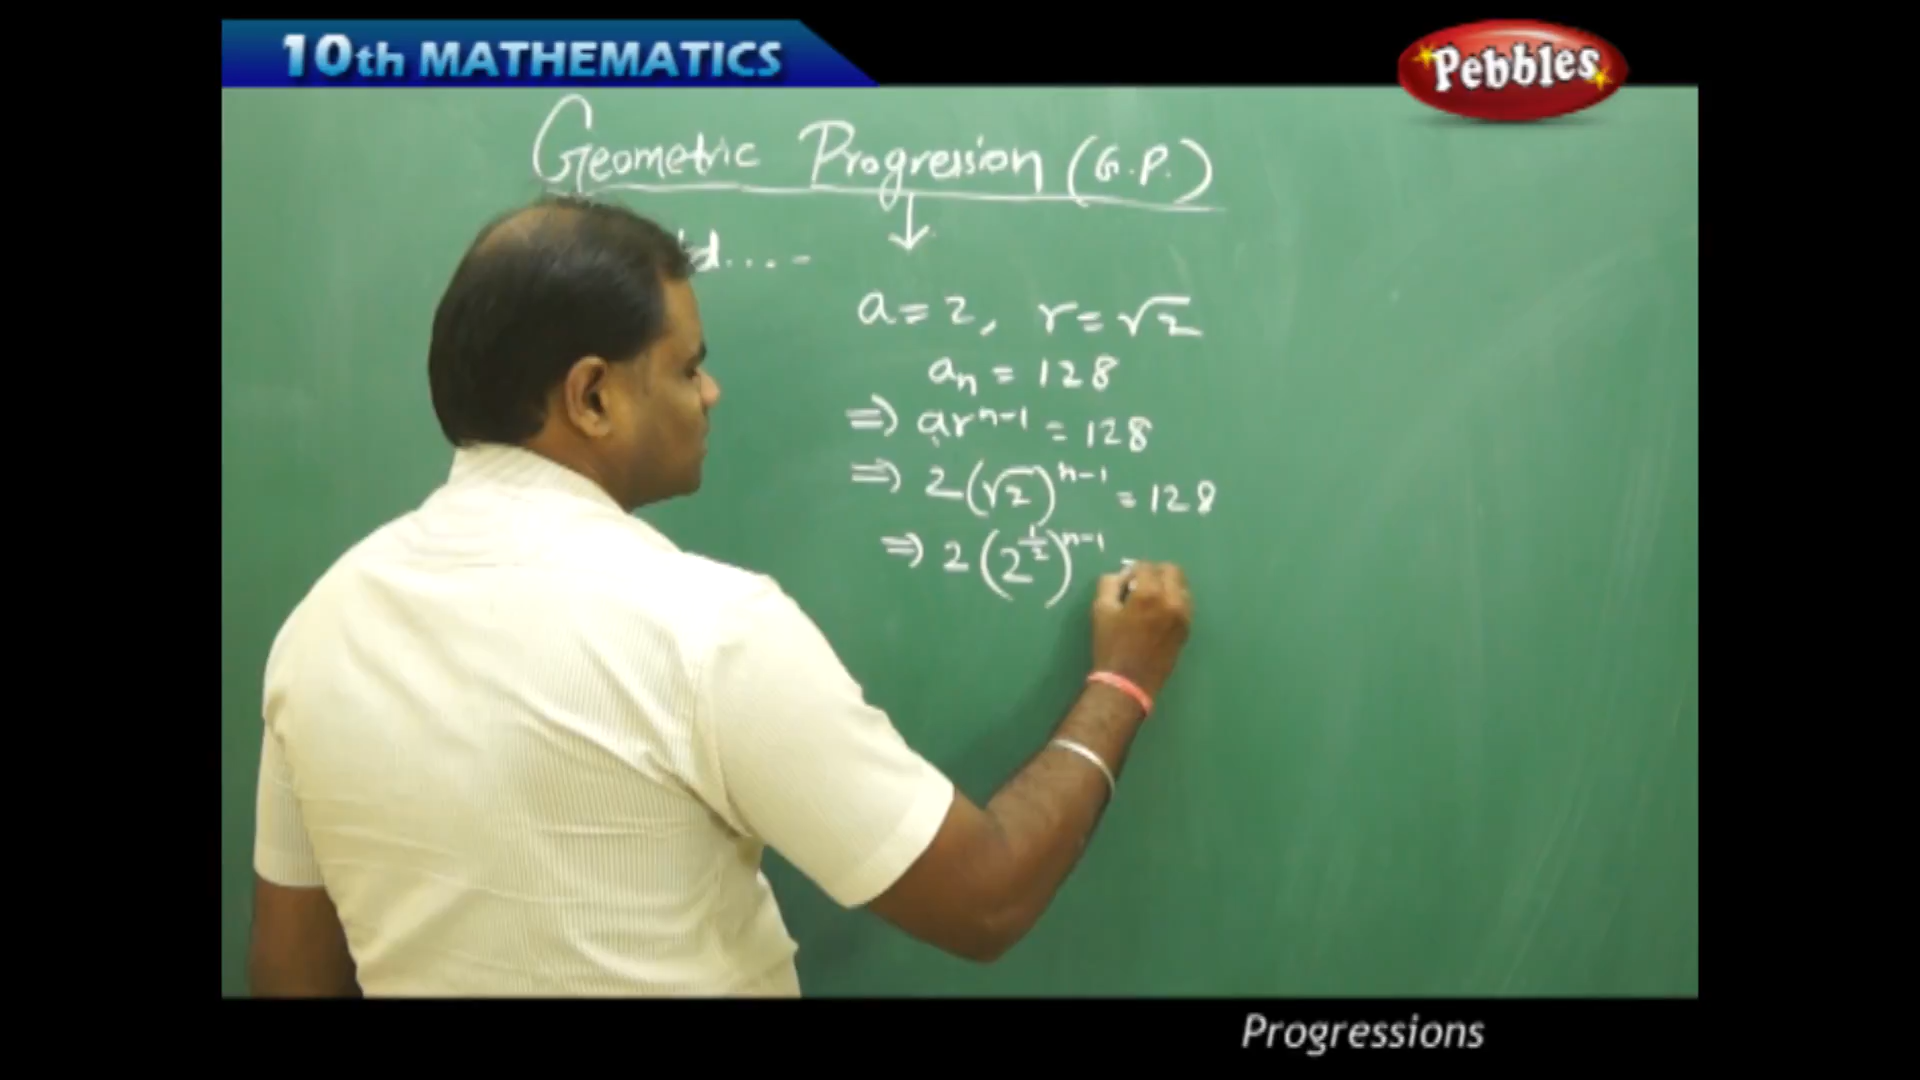 10th MATHEMATICS
Pebbles
Geometric Progression (G.P.)
a = 2, r = √2
aₙ = 128
⇒ arⁿ⁻¹ = 128
⇒ 2(√2)ⁿ⁻¹ = 128
⇒ 2(2^½)ⁿ⁻¹ =
Progressions